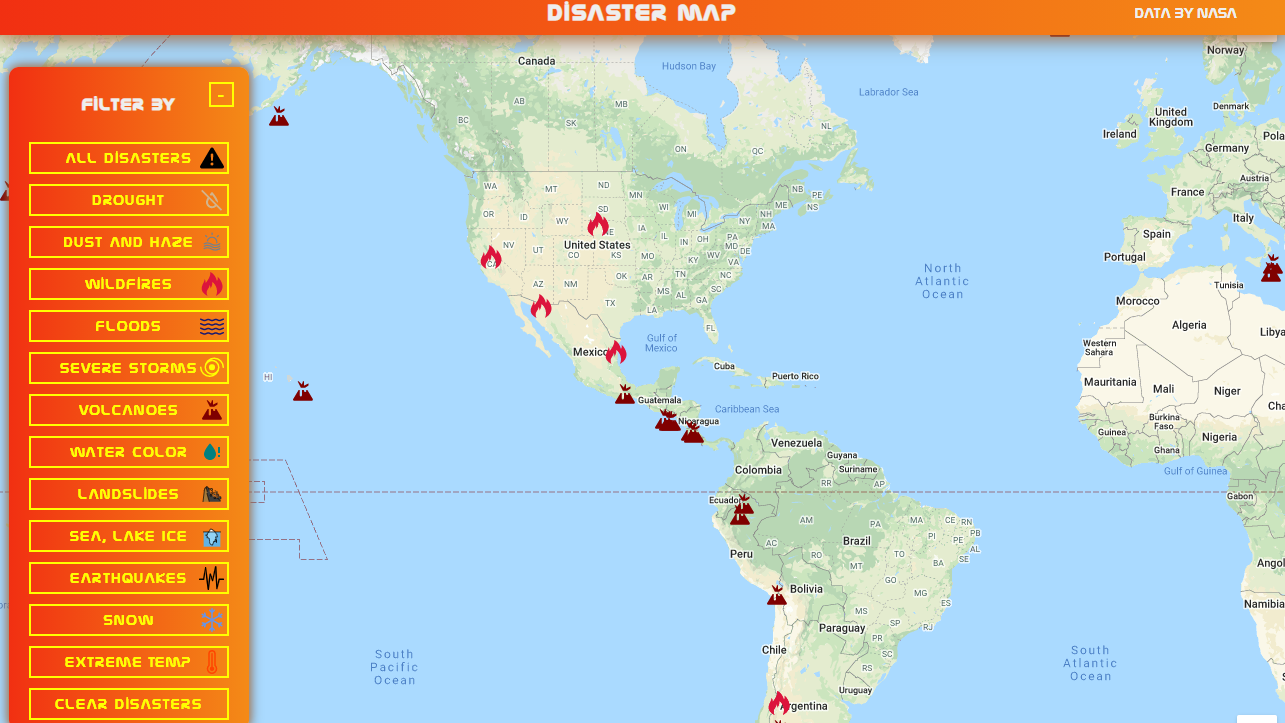 DISASTER MAP
DATA BY NASA
FILTER BY
-
ALL DISASTERS
DROUGHT
DUST AND HAZE
WILDFIRES
FLOODS
SEVERE STORMS
VOLCANOES
WATER COLOR
LANDSLIDES
SEA, LAKE ICE
EARTHQUAKES
SNOW
EXTREME TEMP
CLEAR DISASTERS
Canada
Hudson Bay
Labrador Sea
AB
MB
BC
SK
NL
ON
QC
NB
PE
NS
WA
MT
ND
MN
OR
ID
SD
WI
MI
ME
NH
WY
NE
IA
NY
MA
United States
NV
UT
CO
KS
MO
IL
IN
OH
PA
MD
DE
WV
KY
VA
CA
AZ
NM
OK
AR
TN
NC
SC
TX
MS
AL
GA
LA
FL
Mexico
Gulf of
Mexico
Cuba
Puerto Rico
HI
Guatemala
Caribbean Sea
Nicaragua
North
Atlantic
Ocean
Norway
United
Kingdom
Denmark
Ireland
Germany
Pola
Austria
France
Italy
Spain
Portugal
Tunisia
Morocco
Algeria
Libya
Western
Sahara
Mauritania
Mali
Niger
Cha
Burkina
Faso
Guinea
Ghana
Nigeria
Gulf of Guinea
Gabon
Angol
Namibia
Venezuela
Guyana
Suriname
Colombia
RR
AP
Ecuador
AM
PA
MA
CE
RN
PB
PI
PE
AL
SE
Brazil
AC
TO
RO
BA
Peru
MT
GO
Bolivia
MG
MS
ES
SP
RJ
Paraguay
PR
SC
Chile
RS
Uruguay
Argentina
South
Pacific
Ocean
South
Atlantic
Ocean